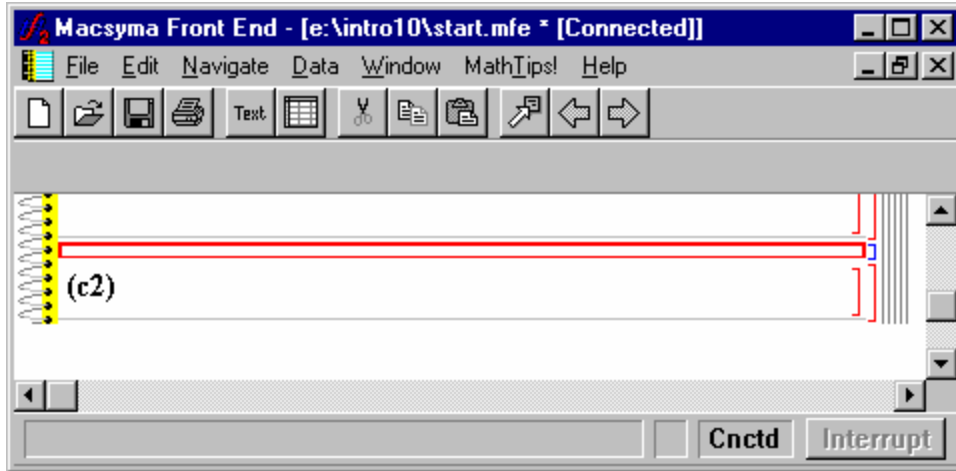 Macsyma Front End - [e:\intro10\start.mfe * [Connected]]
File Edit Navigate Data Window MathTips! Help
Text
(c2)
Cnctd Interrupt